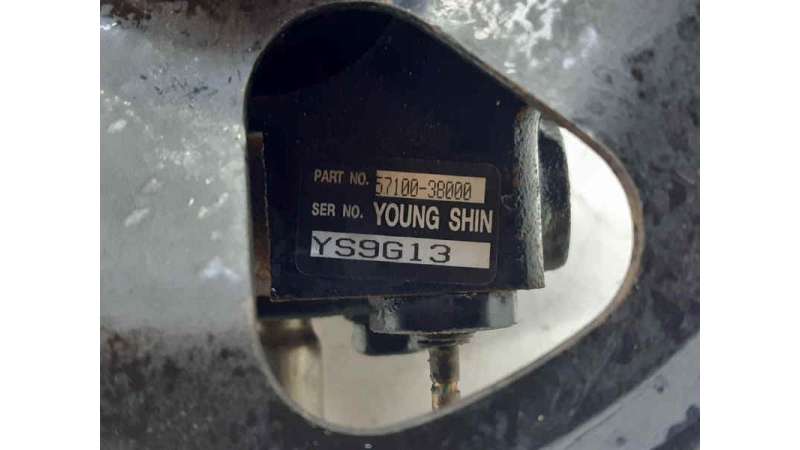 PART NO. 57100-38000
SER NO. YOUNG SHIN
YS9G13